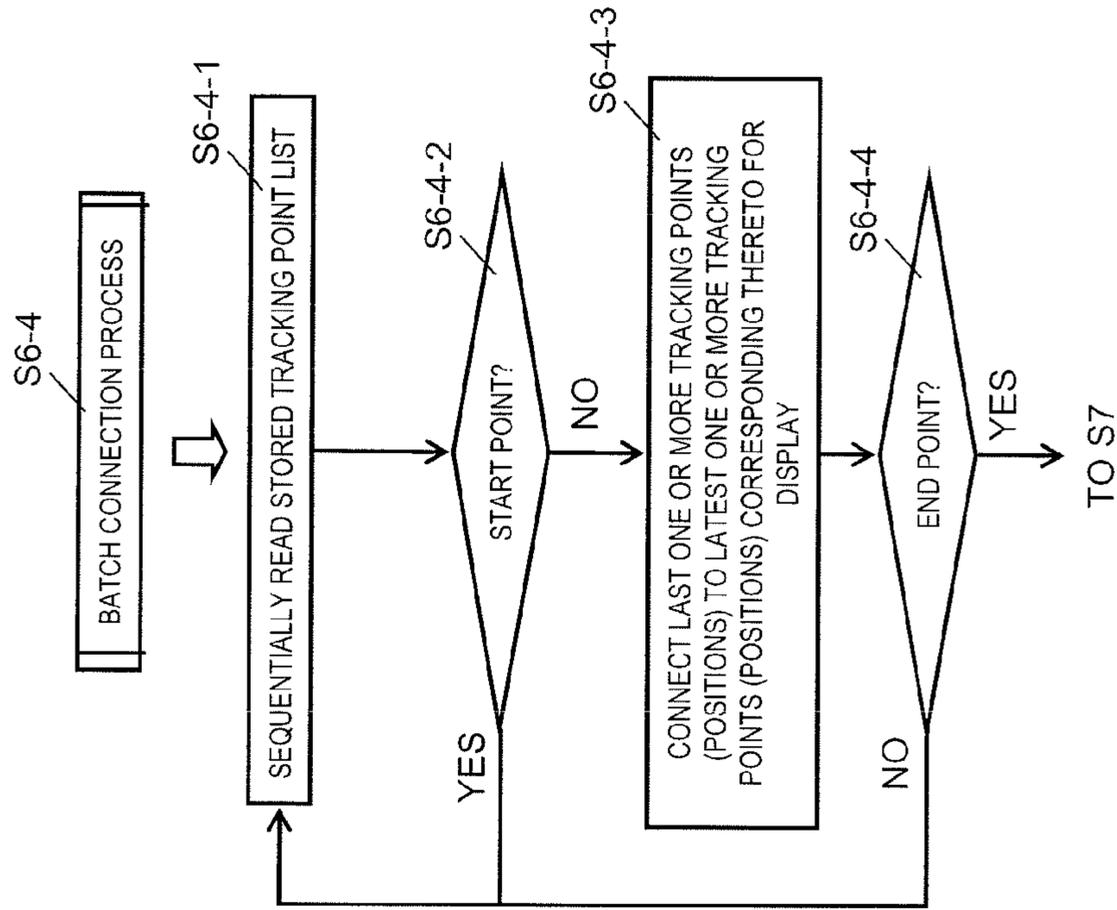 S6-4
BATCH CONNECTION PROCESS
S6-4-1
SEQUENTIALLY READ STORED TRACKING POINT LIST
S6-4-2
START POINT?
YES
NO
S6-4-3
CONNECT LAST ONE OR MORE TRACKING POINTS
(POSITIONS) TO LATEST ONE OR MORE TRACKING
POINTS (POSITIONS) CORRESPONDING THERETO FOR
DISPLAY
S6-4-4
END POINT?
NO
YES
TO S7